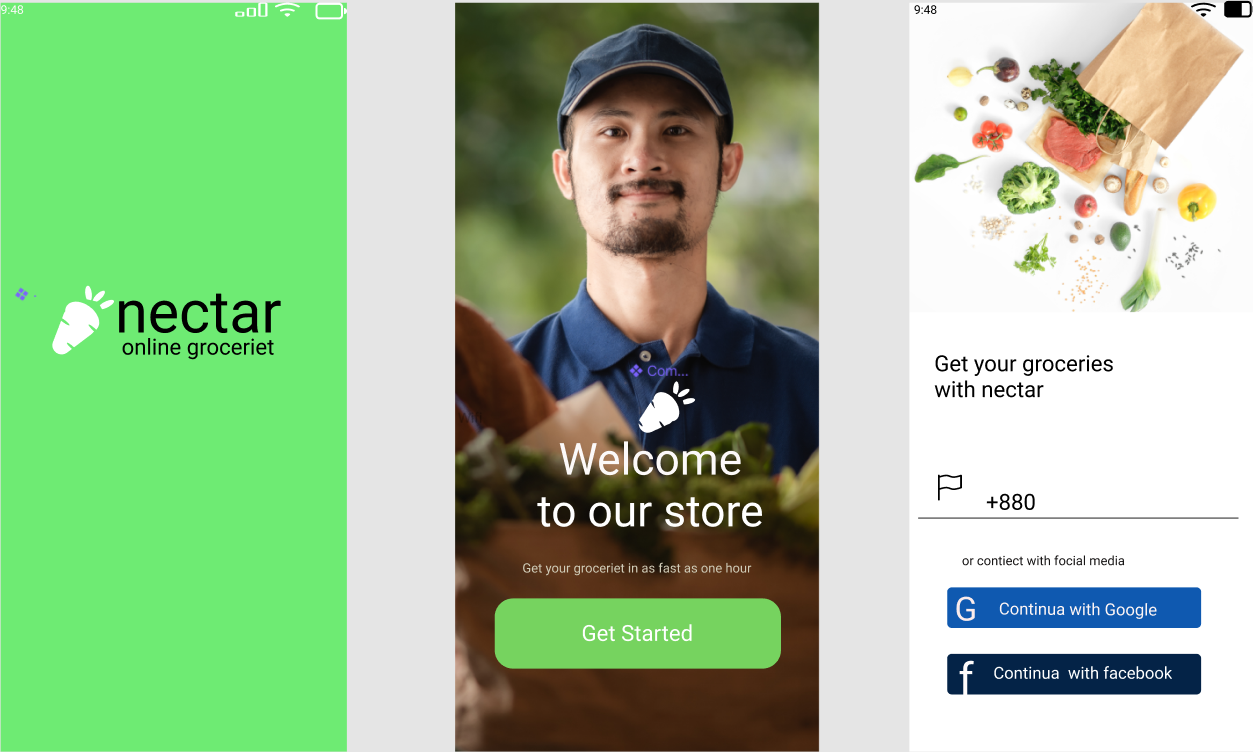 9:48
nectar
online groceriet
Com...
Welcome
to our store
Get your groceriet in as fast as one hour
Get Started
9:48
Get your groceries
with nectar
+880
or contiect with focial media
G Continua with Google
f Continua with facebook